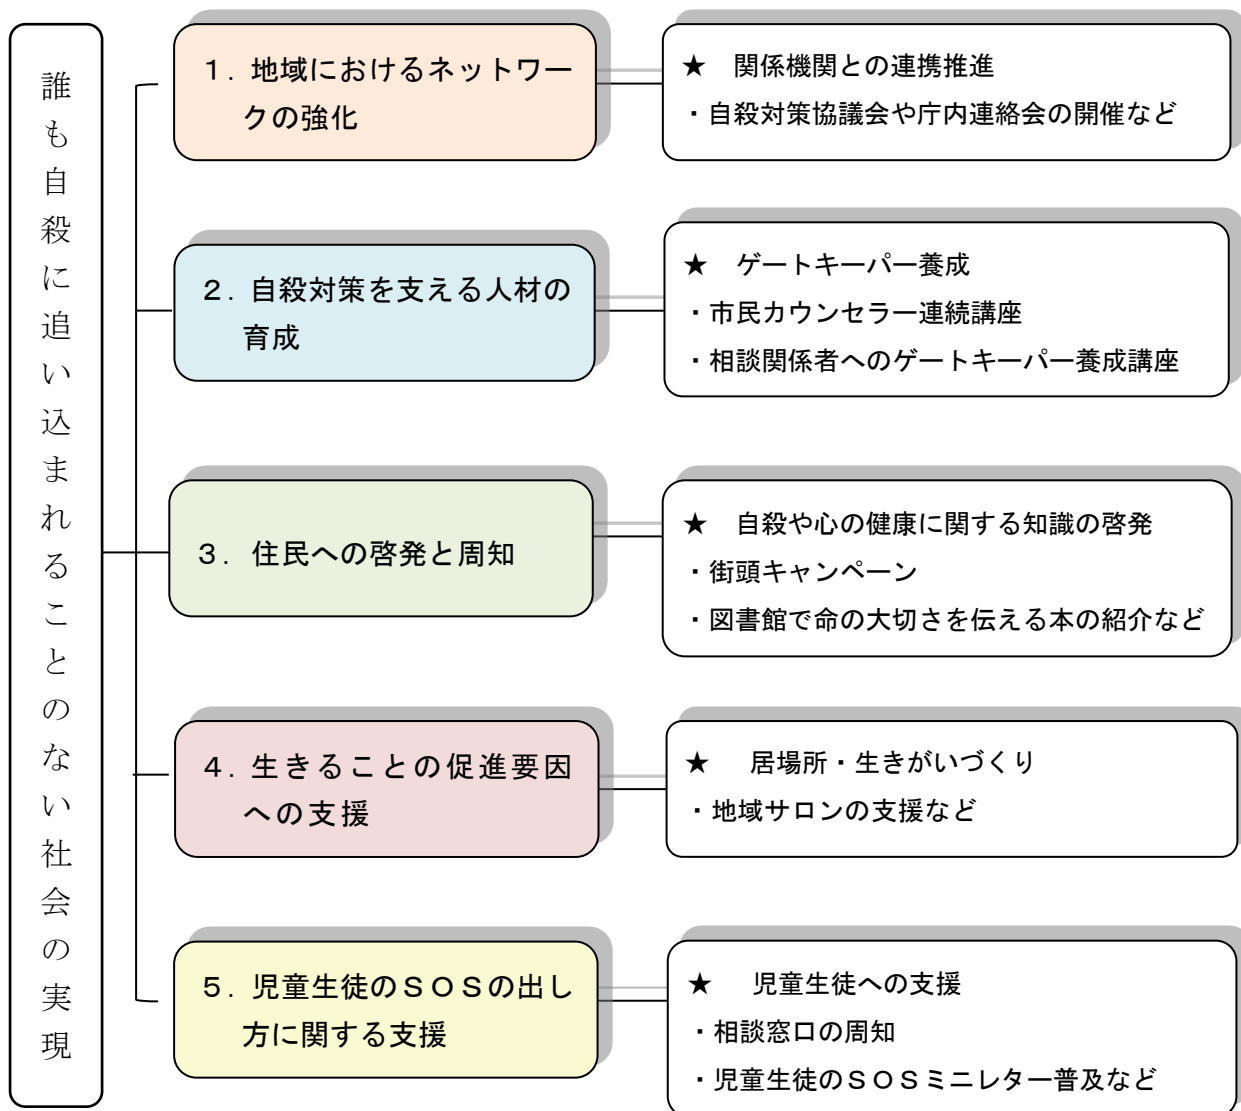 誰も自殺に追い込まれることのない社会の実現
１．地域におけるネットワー
クの強化
★　関係機関との連携推進
・自殺対策協議会や庁内連絡会の開催など
２．自殺対策を支える人材の
育成
★　ゲートキーパー養成
・市民カウンセラー連続講座
・相談関係者へのゲートキーパー養成講座
３．住民への啓発と周知
★　自殺や心の健康に関する知識の啓発
・街頭キャンペーン
・図書館で命の大切さを伝える本の紹介など
４．生きることの促進要因
への支援
★　居場所・生きがいづくり
・地域サロンの支援など
５．児童生徒のＳＯＳの出し
方に関する支援
★　児童生徒への支援
・相談窓口の周知
・児童生徒のＳＯＳミニレター普及など